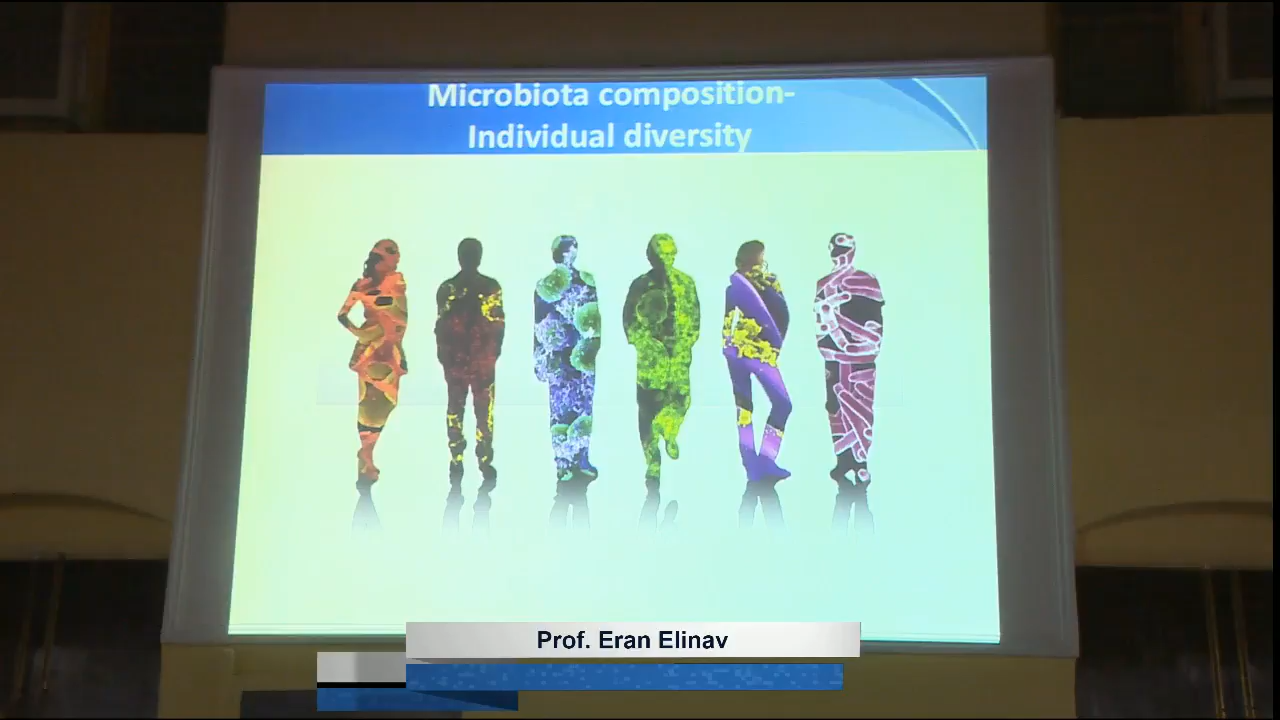 Microbiota composition-
Individual diversity
Prof. Eran Elinav